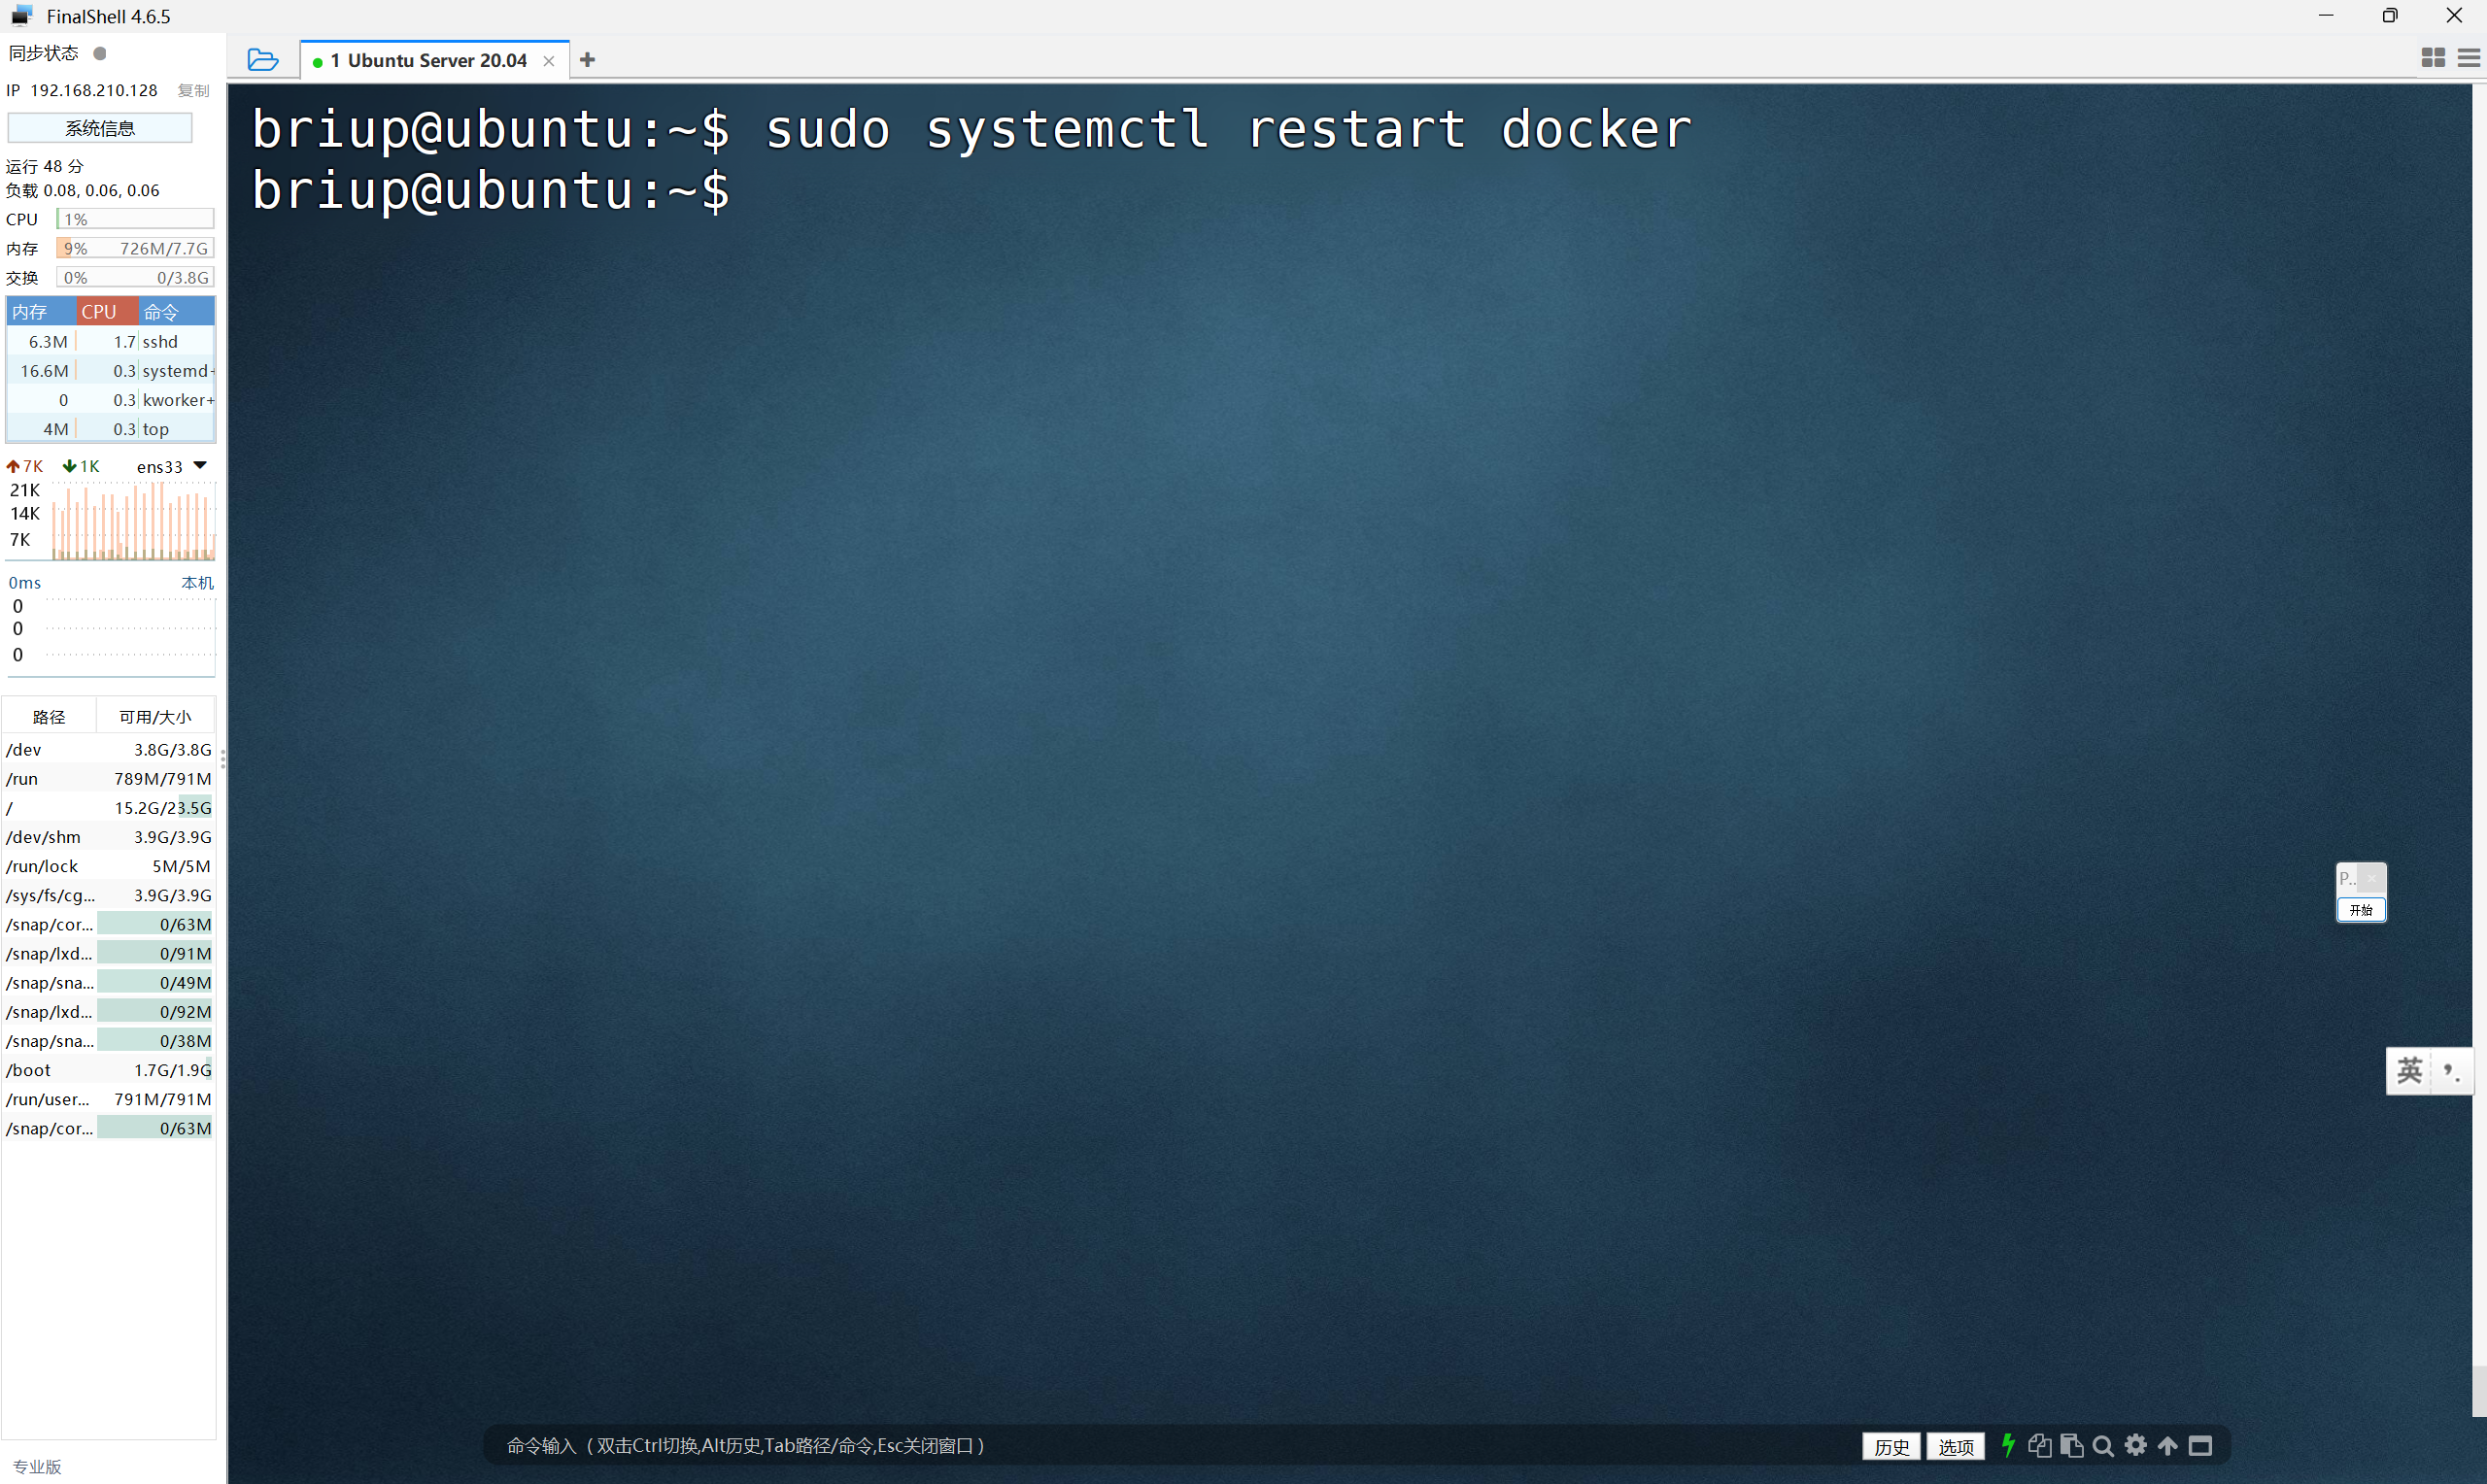 FinalShell 4.6.5
同步状态
IP 192.168.210.128 复制
系统信息
运行 48 分
负载 0.08, 0.06, 0.06
CPU 1%
内存 9% 726M/7.7G
交换 0% 0/3.8G
内存 CPU 命令
6.3M 1.7 sshd
16.6M 0.3 systemd+
0 0.3 kworker+
4M 0.3 top
7K 1K ens33
21K
14K
7K
0ms 本机
0
0
0
路径 可用/大小
/dev 3.8G/3.8G
/run 789M/791M
/ 15.2G/23.5G
/dev/shm 3.9G/3.9G
/run/lock 5M/5M
/sys/fs/cg... 3.9G/3.9G
/snap/cor... 0/63M
/snap/lxd... 0/91M
/snap/sna... 0/49M
/snap/lxd... 0/92M
/snap/sna... 0/38M
/boot 1.7G/1.9G
/run/user... 791M/791M
/snap/cor... 0/63M
专业版
1 Ubuntu Server 20.04
briup@ubuntu:~$ sudo systemctl restart docker
briup@ubuntu:~$
P..
开始
英 ,.
命令输入 ( 双击Ctrl切换,Alt历史,Tab路径/命令,Esc关闭窗口 )
历史 选项